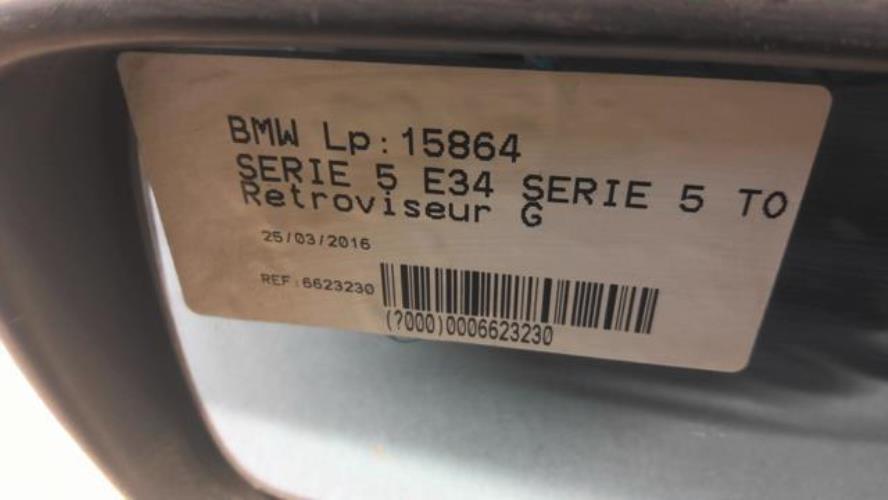 BMW Lp:15864
SERIE 5 E34 SERIE 5 TO
Retroviseur G
25/03/2016
REF:6623230
(?000)0006623230